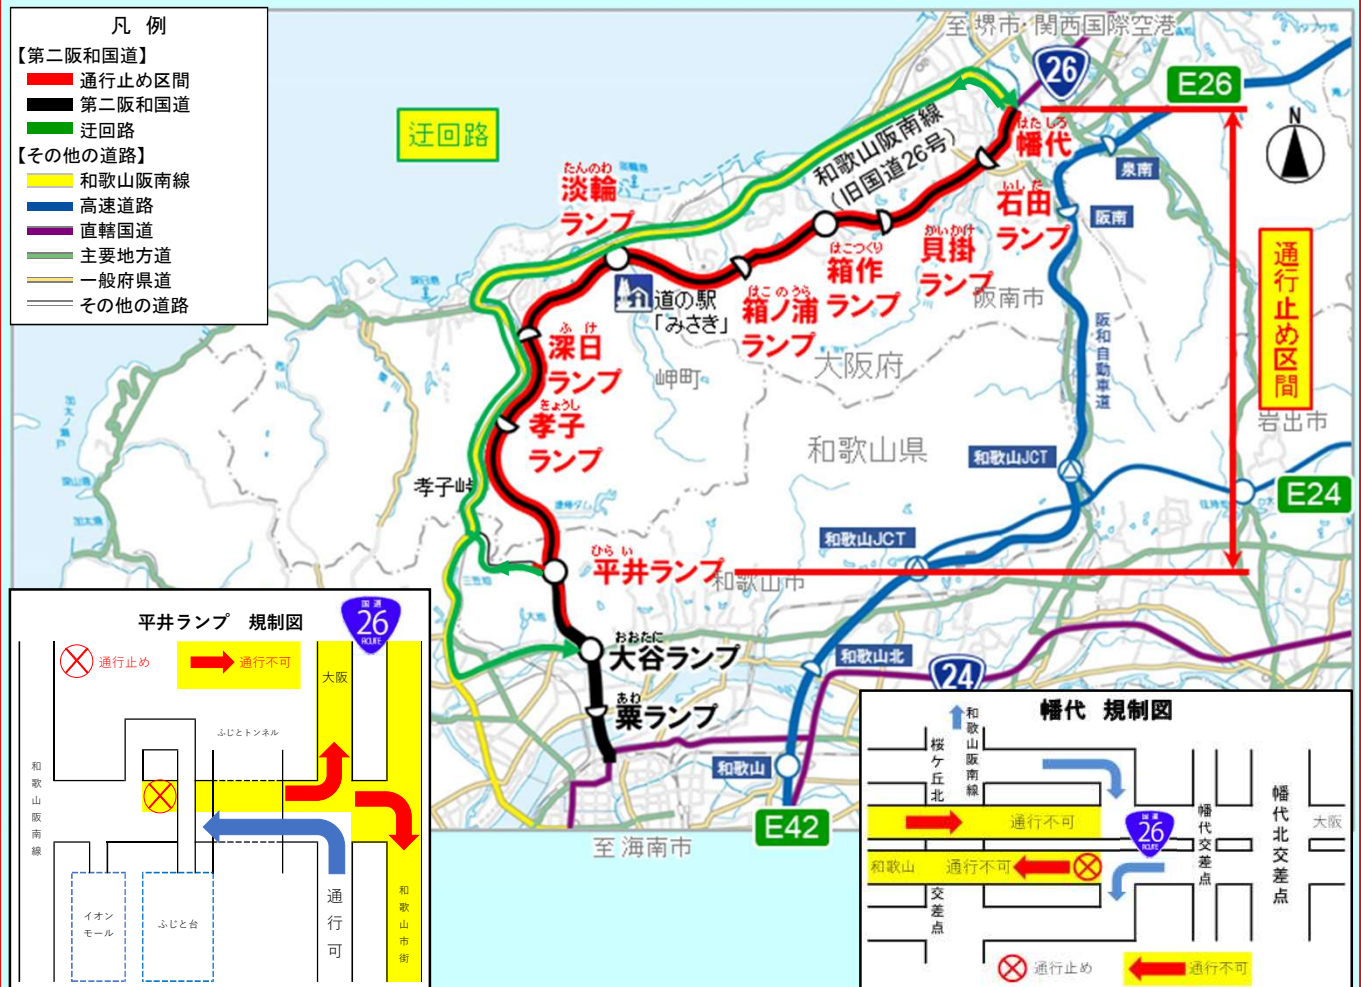 凡 例
【第二阪和国道】
通行止め区間
第二阪和国道
迂回路
【その他の道路】
和歌山阪南線
高速道路
直轄国道
主要地方道
一般府県道
その他の道路
至 堺市・関西国際空港
26
E26
迂回路
和歌山阪南線
（旧国道26号）
N
はたしろ
幡代
泉南
阪南
いしだ
石田
ランプ
かいかけ
貝掛
ランプ
はこつくり
箱作
ランプ
はこのうら
箱ノ浦
ランプ
たんのわ
淡輪
ランプ
道の駅
「みさき」
阪南市
ふけ
深日
ランプ
岬町
大阪府
阪和自動車道
通行止め区間
きょうし
孝子
ランプ
孝子峠
和歌山県
岩出市
和歌山JCT
E24
和歌山JCT
ひらい
平井ランプ
和歌山市
おおたに
大谷ランプ
和歌山北
24
あわ
粟ランプ
和歌山
E42
至 海南市
平井ランプ 規制図
国道
26
ROUTE
通行止め
通行不可
大阪
ふじとトンネル
和歌山阪南線
イオン
モール
ふじと台
通行可
和歌山市街
幡代 規制図
和歌山阪南線
桜ケ丘北
交差点
通行不可
国道
26
ROUTE
幡代交差点
幡代北交差点
大阪
和歌山
通行不可
通行止め
通行不可